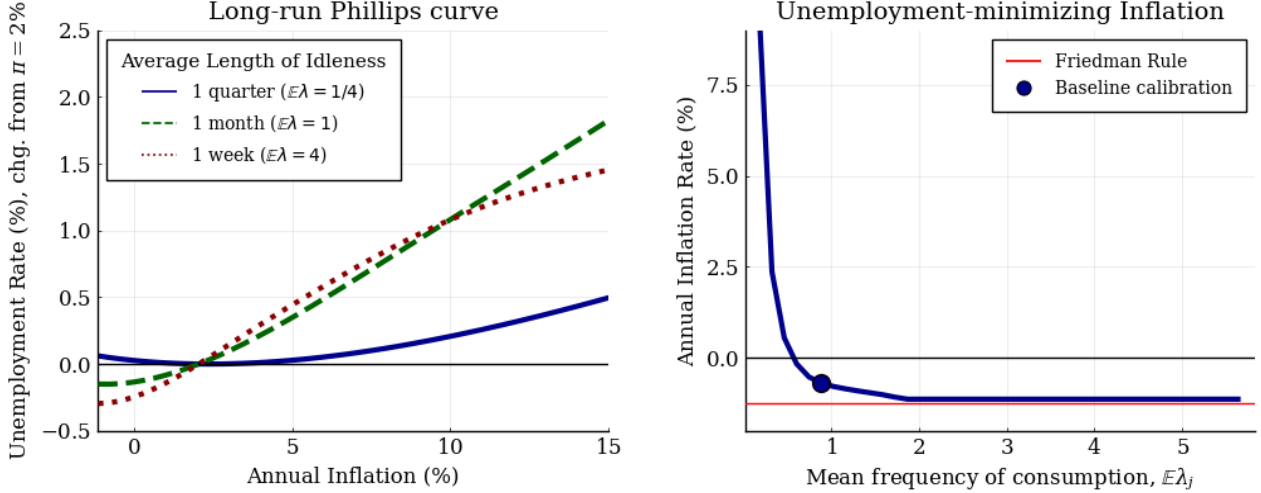 Long-run Phillips curve
Unemployment Rate (%), chg. from π = 2%
2.5
2.0
1.5
1.0
0.5
0.0
−0.5
Average Length of Idleness
1 quarter (𝔼λ = 1/4)
1 month (𝔼λ = 1)
1 week (𝔼λ = 4)
0 5 10 15
Annual Inflation (%)
Unemployment-minimizing Inflation
Annual Inflation Rate (%)
7.5
5.0
2.5
0.0
Friedman Rule
Baseline calibration
1 2 3 4 5
Mean frequency of consumption, 𝔼λj